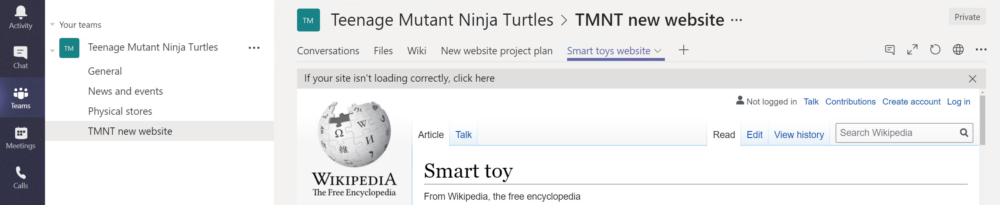 Activity
Chat
Teams
Meetings
Calls
Your teams
TM
Teenage Mutant Ninja Turtles
General
News and events
Physical stores
TMNT new website
TM
Teenage Mutant Ninja Turtles > TMNT new website ···
Private
Conversations Files Wiki New website project plan Smart toys website
If your site isn't loading correctly, click here
Not logged in Talk Contributions Create account Log in
Article Talk
Read Edit View history
Search Wikipedia
Ω W И 維
WIKIPEDIA
The Free Encyclopedia
Smart toy
From Wikipedia, the free encyclopedia